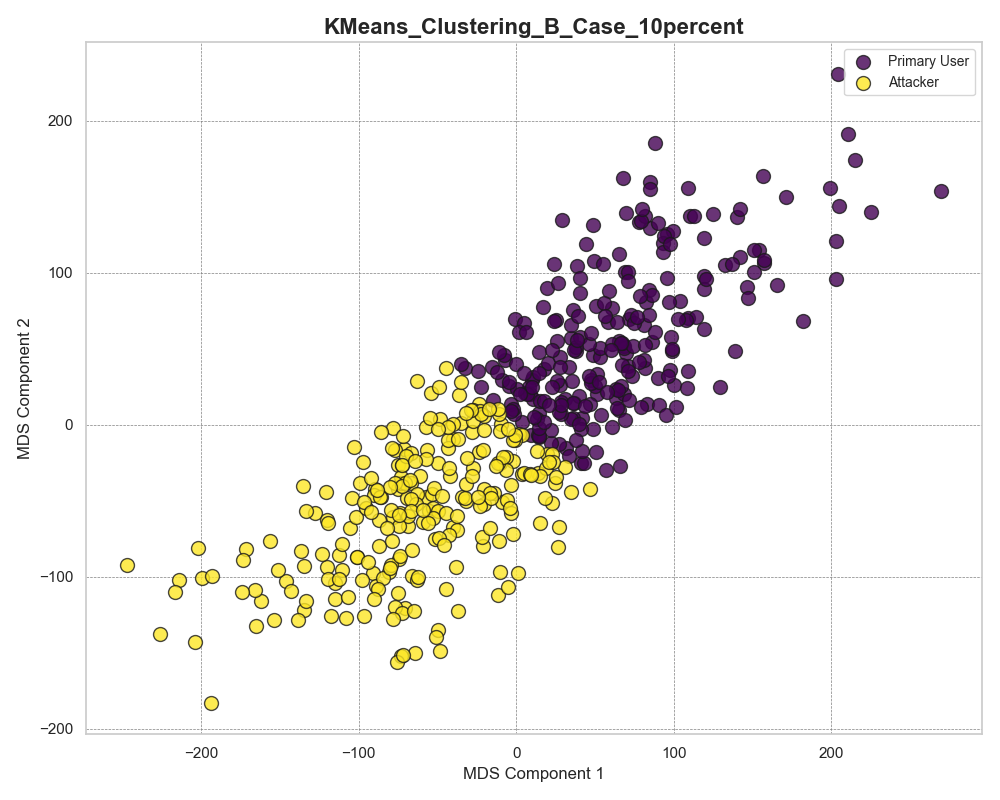 KMeans_Clustering_B_Case_10percent
Primary User
Attacker
200
100
0
−100
−200
MDS Component 2
−200 −100 0 100 200
MDS Component 1